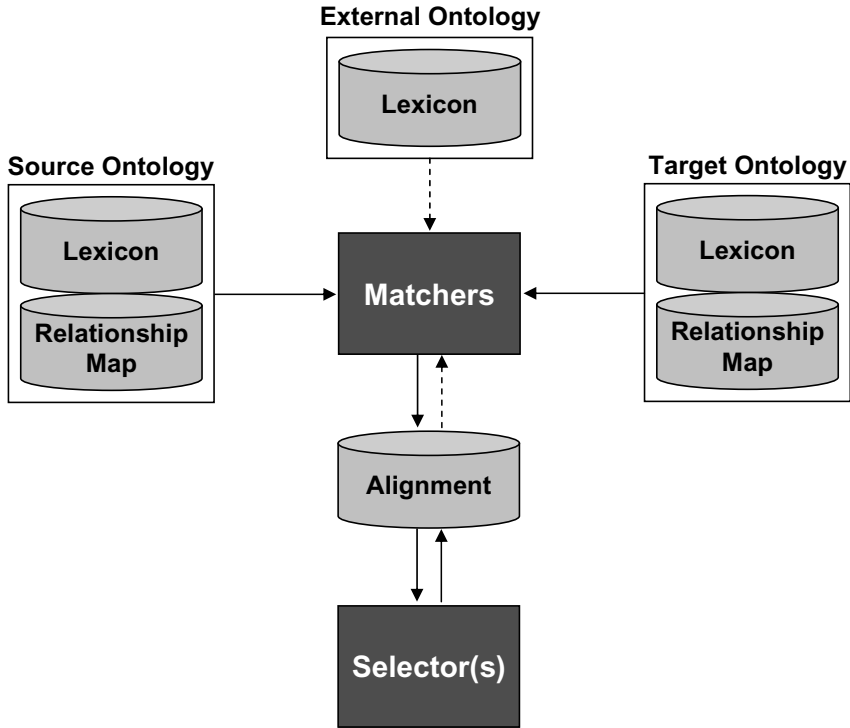 External Ontology
Lexicon
Source Ontology
Target Ontology
Lexicon
Relationship
Map
Matchers
Lexicon
Relationship
Map
Alignment
Selector(s)